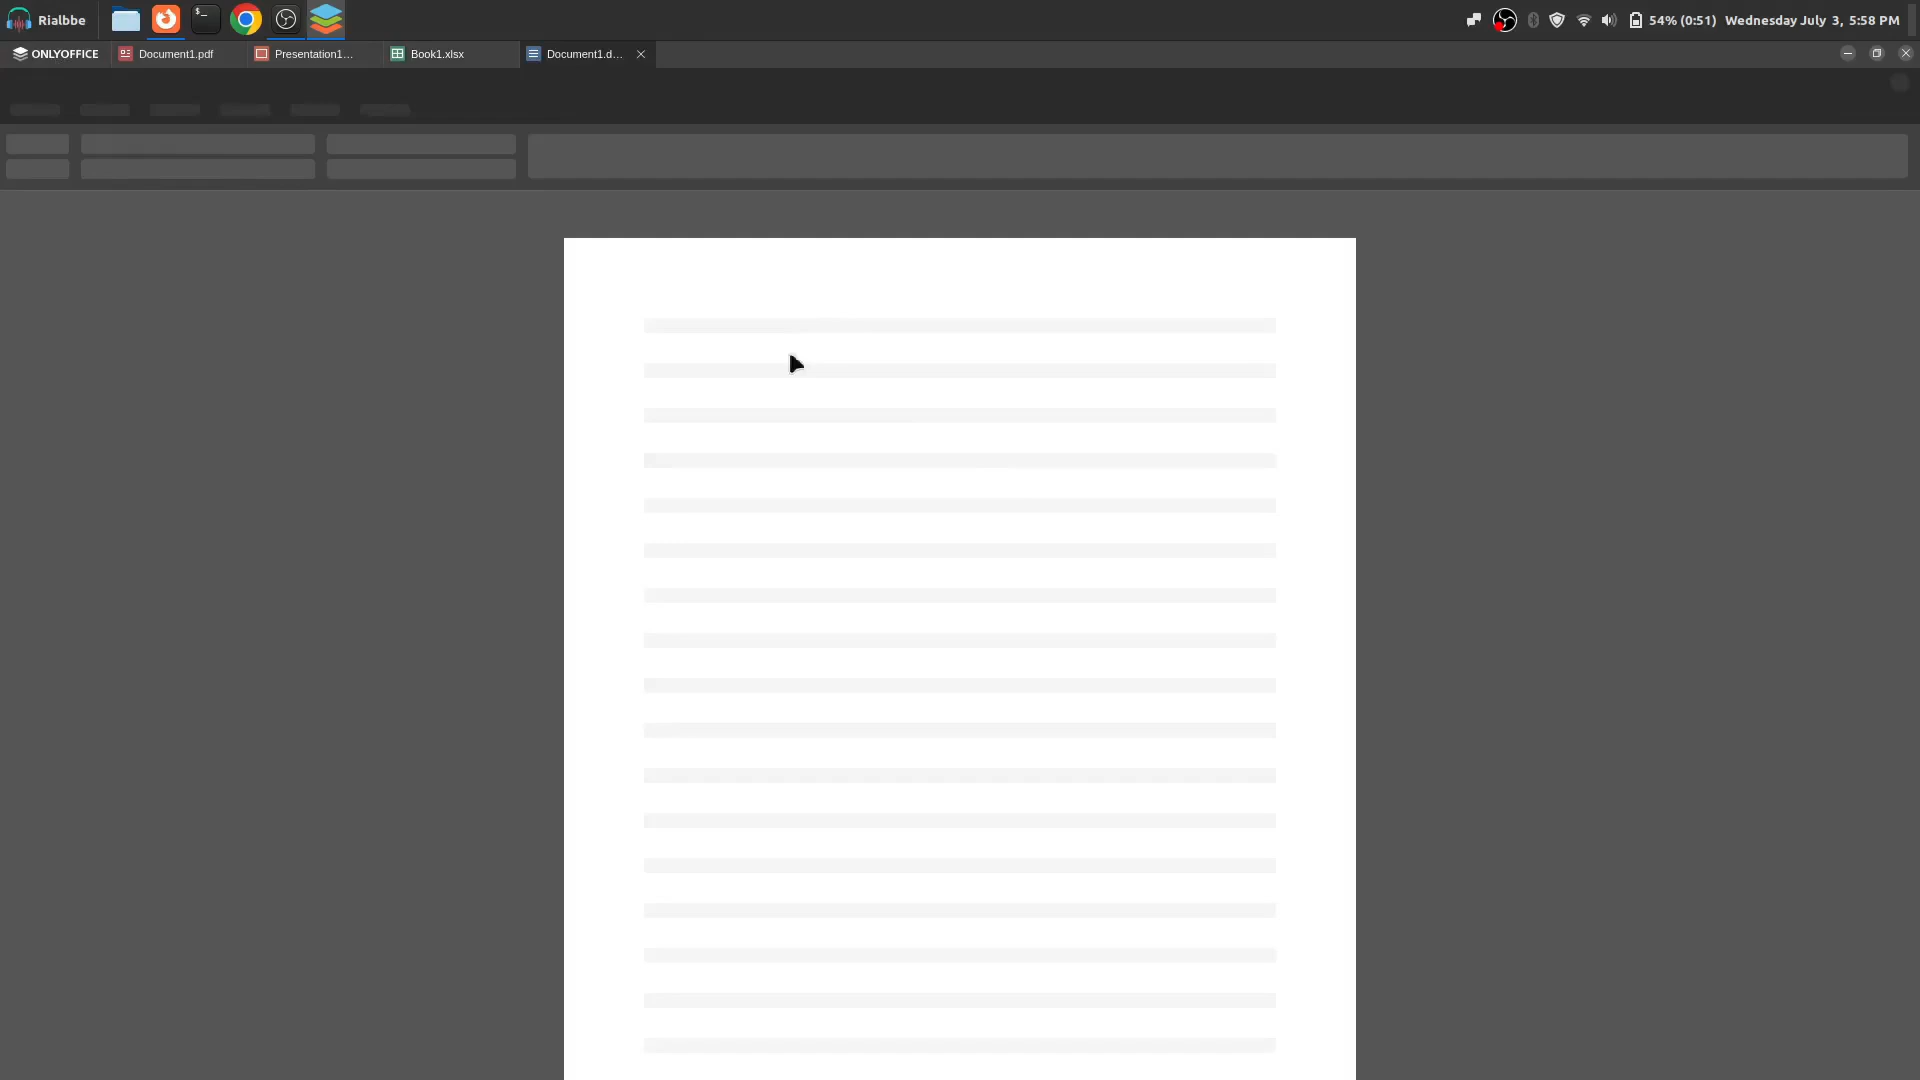 Rialbbe
$_
54% (0:51) Wednesday July 3, 5:58 PM
ONLYOFFICE
Document1.pdf
Presentation1...
Book1.xlsx
Document1.d...